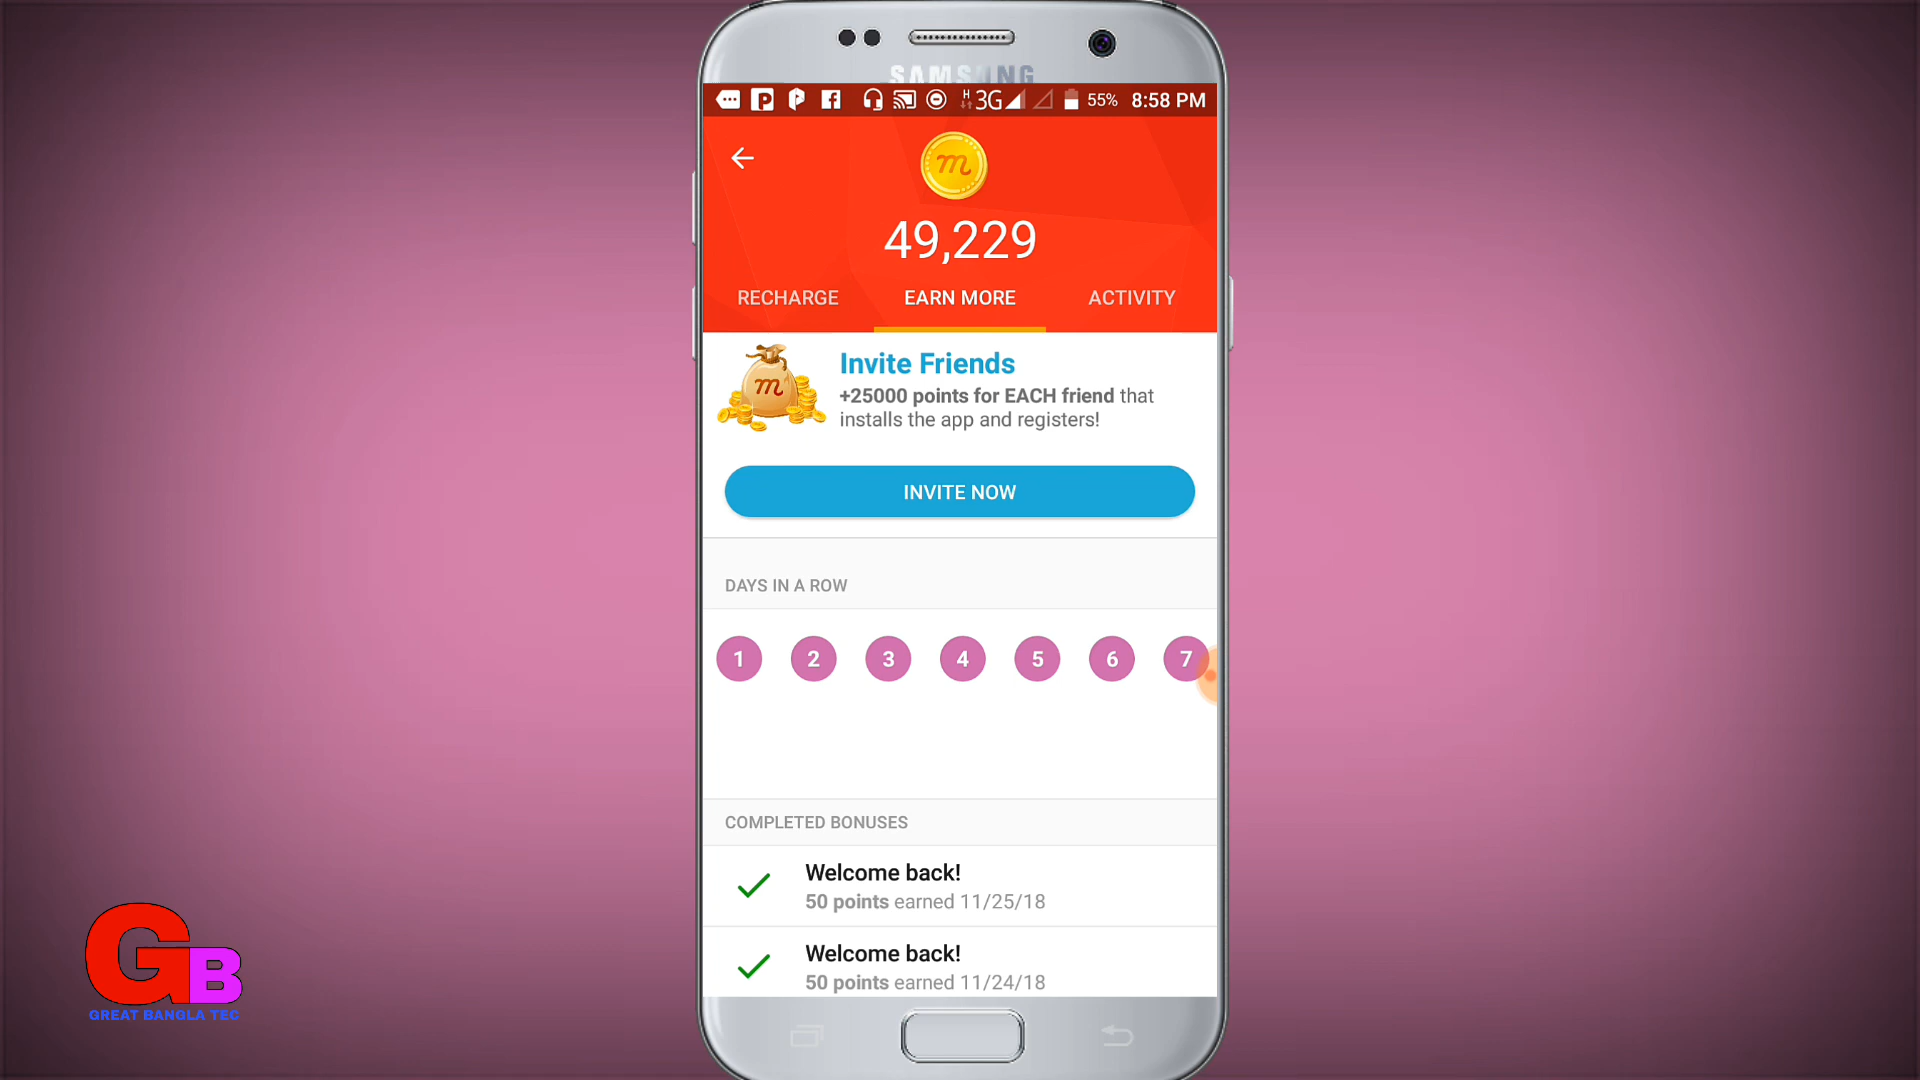 SAMSUNG
3G 55% 8:58 PM
m
49,229
RECHARGE EARN MORE ACTIVITY
m
Invite Friends
+25000 points for EACH friend that
installs the app and registers!
INVITE NOW
DAYS IN A ROW
1 2 3 4 5 6 7
COMPLETED BONUSES
Welcome back!
50 points earned 11/25/18
Welcome back!
50 points earned 11/24/18
GB
GREAT BANGLA TEC